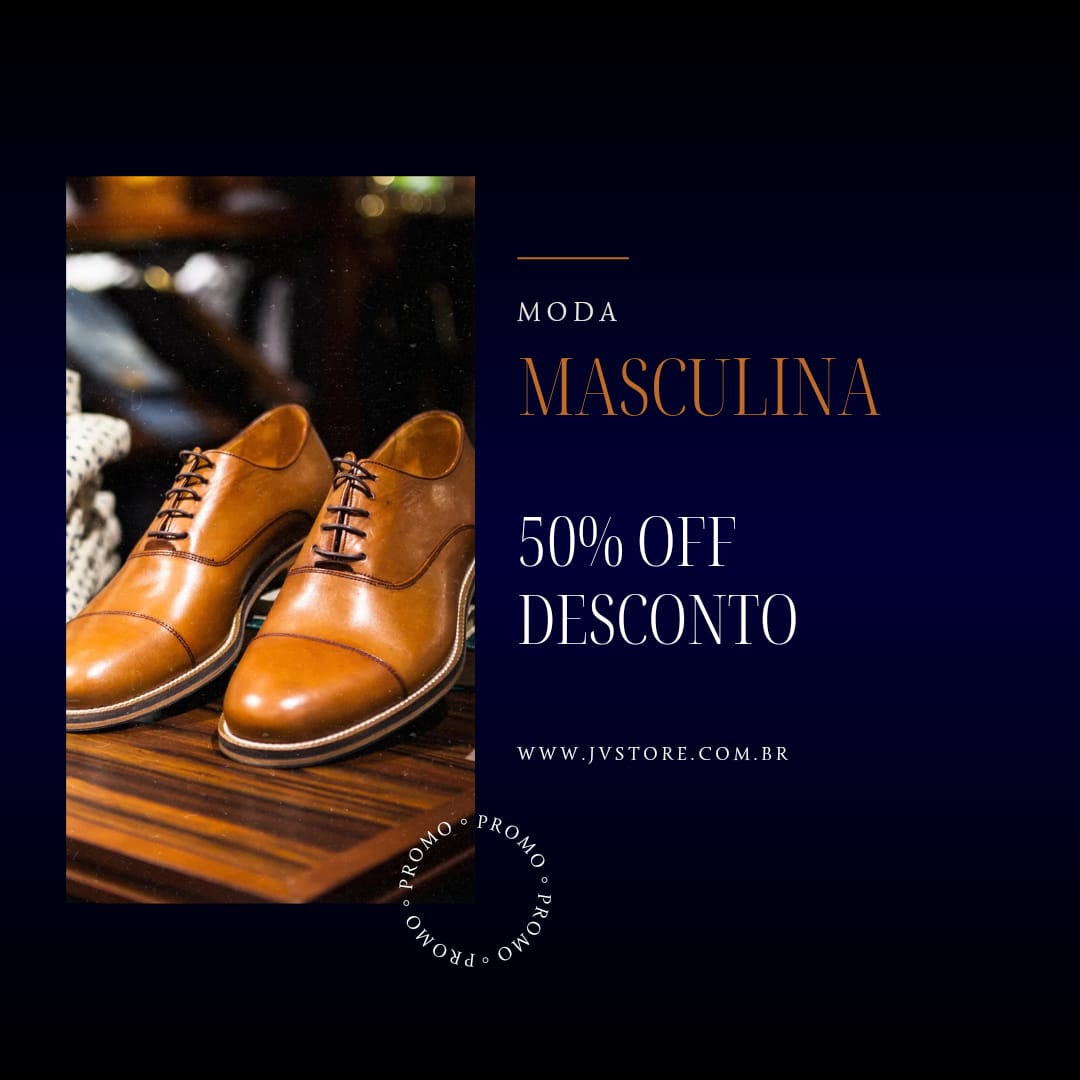 MODA
MASCULINA
50% OFF
DESCONTO
WWW.JVSTORE.COM.BR
PROMO ° PROMO ° PROMO ° PROMO °